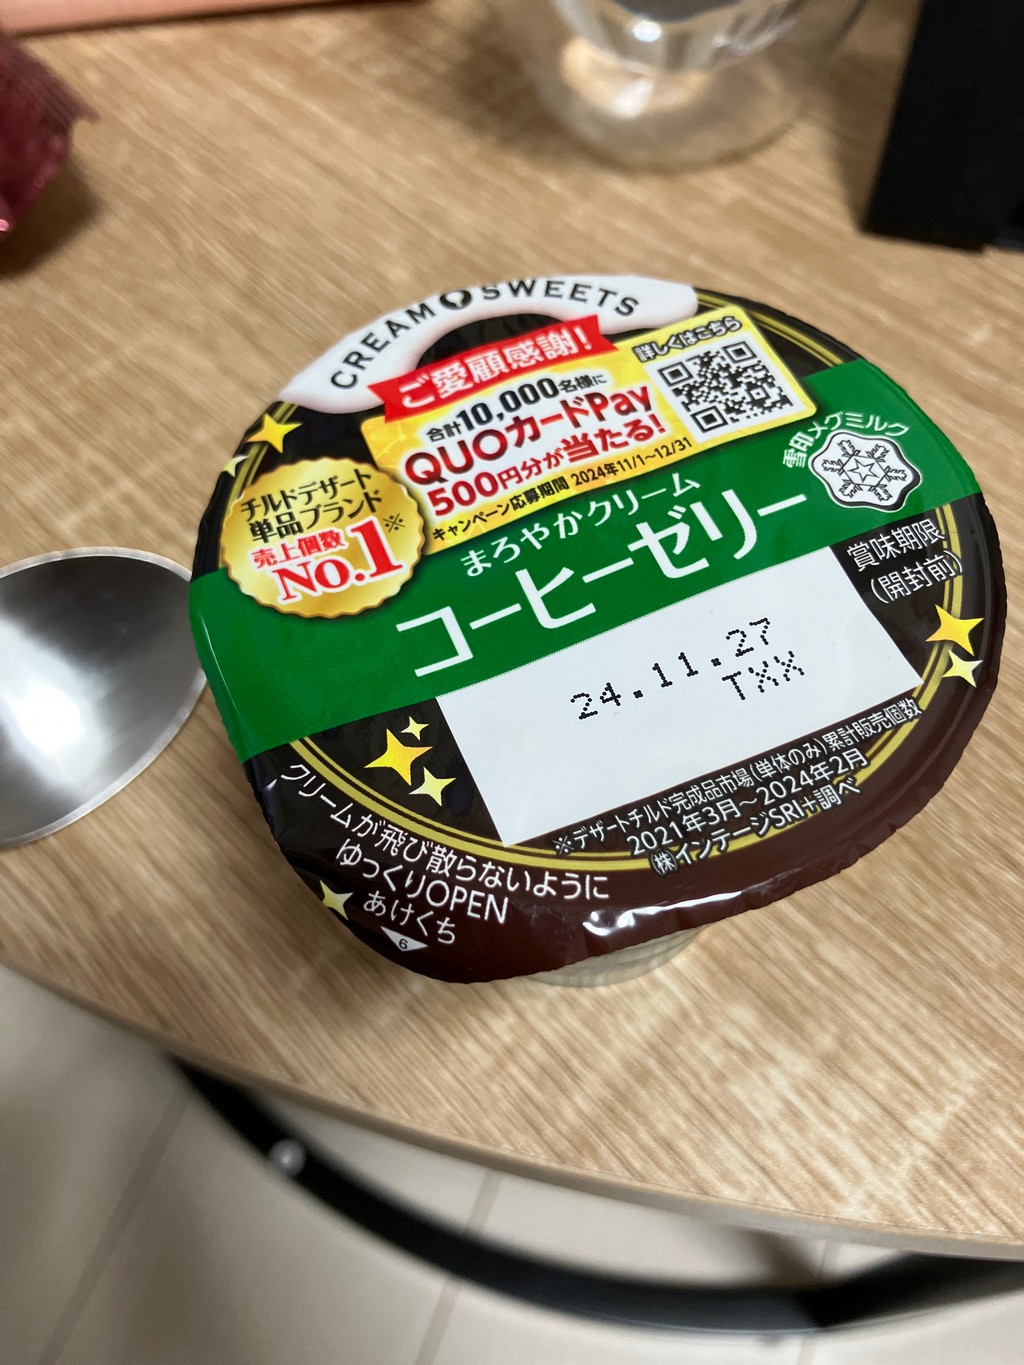 CREAM SWEETS
ご愛顧感謝!
合計10,000名様に
QUOカードPay
500円分が当たる!
キャンペーン応募期間 2024年11/1~12/31
詳しくはこちら
雪印メグミルク
チルドデザート
単品ブランド※
売上個数
No.1
まろやかクリーム
コーヒーゼリー
賞味期限
(開封前)
24.11.27
TXX
※デザートチルド完成品市場(単体のみ)累計販売個数
2021年3月~2024年2月
(株)インテージSRI+調べ
クリームが飛び散らないように
ゆっくりOPEN
あけくち
6